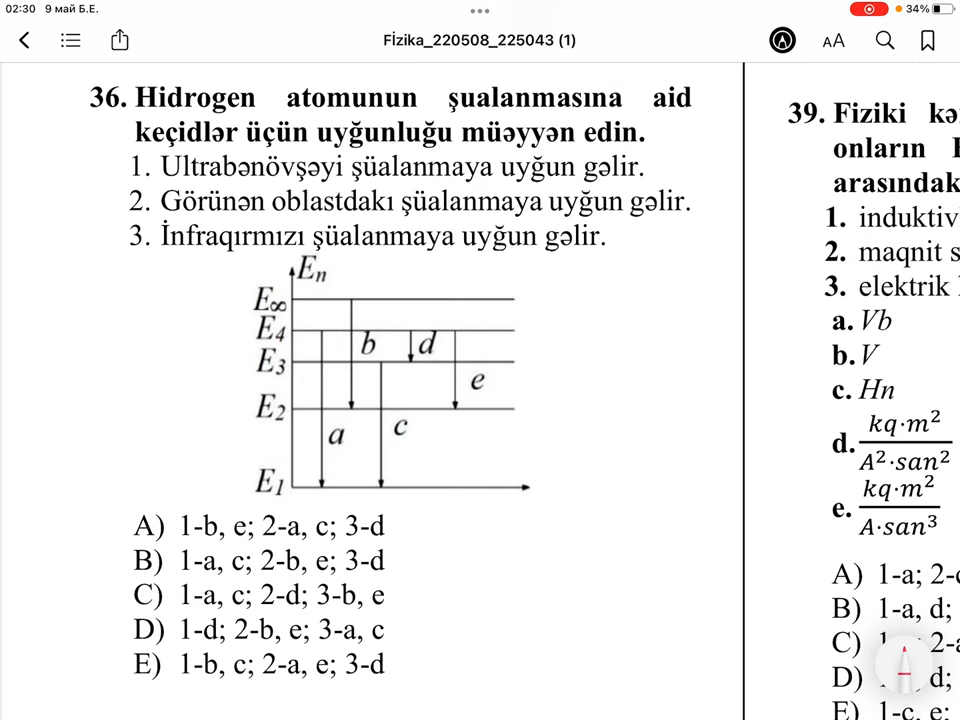 02:30 9 май Б.Е.
34%
Fİzika_220508_225043 (1)
AA
36. Hidrogen atomunun şualanmasına aid
keçidlər üçün uyğunluğu müəyyən edin.
1. Ultrabənövşəyi şüalanmaya uyğun gəlir.
2. Görünən oblastdakı şüalanmaya uyğun gəlir.
3. İnfraqırmızı şüalanmaya uyğun gəlir.
Eₙ
E∞
E₄
b
d
E₃
e
E₂
a
c
E₁
A) 1-b, e; 2-a, c; 3-d
B) 1-a, c; 2-b, e; 3-d
C) 1-a, c; 2-d; 3-b, e
D) 1-d; 2-b, e; 3-a, c
E) 1-b, c; 2-a, e; 3-d
39. Fiziki
onların
arasındak
1. induktiv
2. maqnit s
3. elektrik
a. Vb
b. V
c. Hn
d. kq·m²
A²·san²
e. kq·m²
A·san³
A) 1-a; 2-
B) 1-a, d;
C)
D) d;
E) 1-c, e;